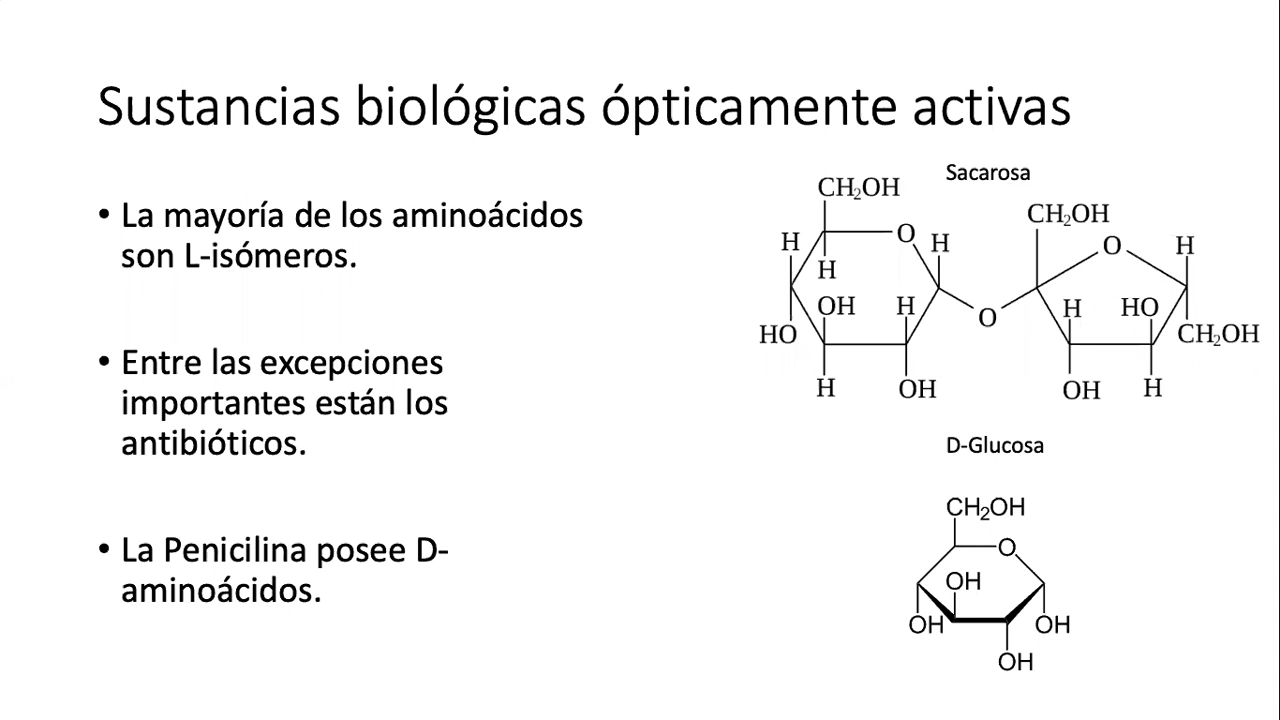 Sustancias biológicas ópticamente activas
• La mayoría de los aminoácidos
son L-isómeros.
• Entre las excepciones
importantes están los
antibióticos.
• La Penicilina posee D-
aminoácidos.
Sacarosa
CH₂OH
CH₂OH
H O H O H
H
OH H H HO
HO O CH₂OH
H OH OH H
D-Glucosa
CH₂OH
O
OH
OH OH
OH